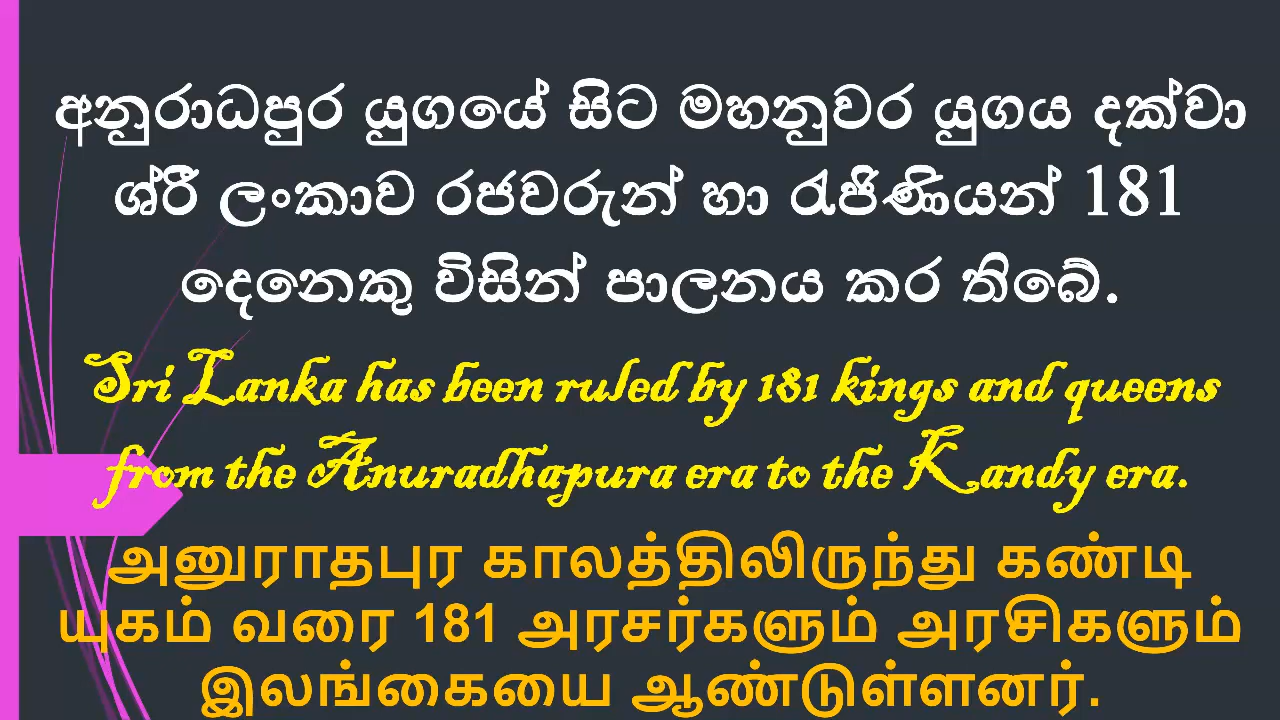 අනුරාධපුර යුගයේ සිට මහනුවර යුගය දක්වා
ශ්රී ලංකාව රජවරුන් හා රැජිණියන් 181
දෙනෙකු විසින් පාලනය කර තිබේ.
Sri Lanka has been ruled by 181 kings and queens
from the Anuradhapura era to the Kandy era.
அனுராதபுர காலத்திலிருந்து கண்டி
யுகம் வரை 181 அரசர்களும் அரசிகளும்
இலங்கையை ஆண்டுள்ளனர்.